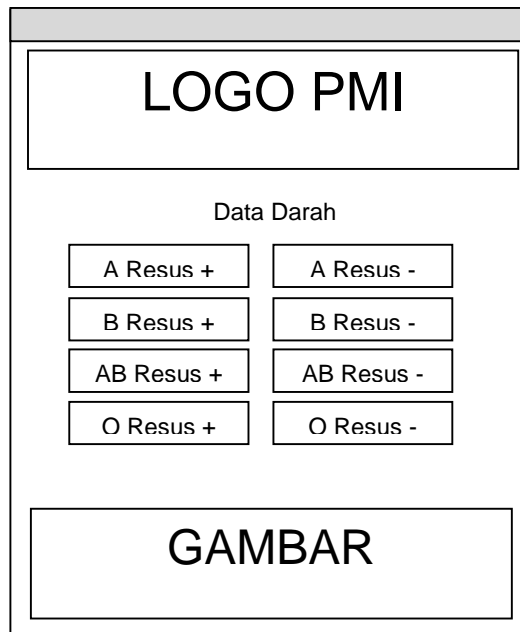 LOGO PMI
Data Darah
A Resus + A Resus -
B Resus + B Resus -
AB Resus + AB Resus -
O Resus + O Resus -
GAMBAR